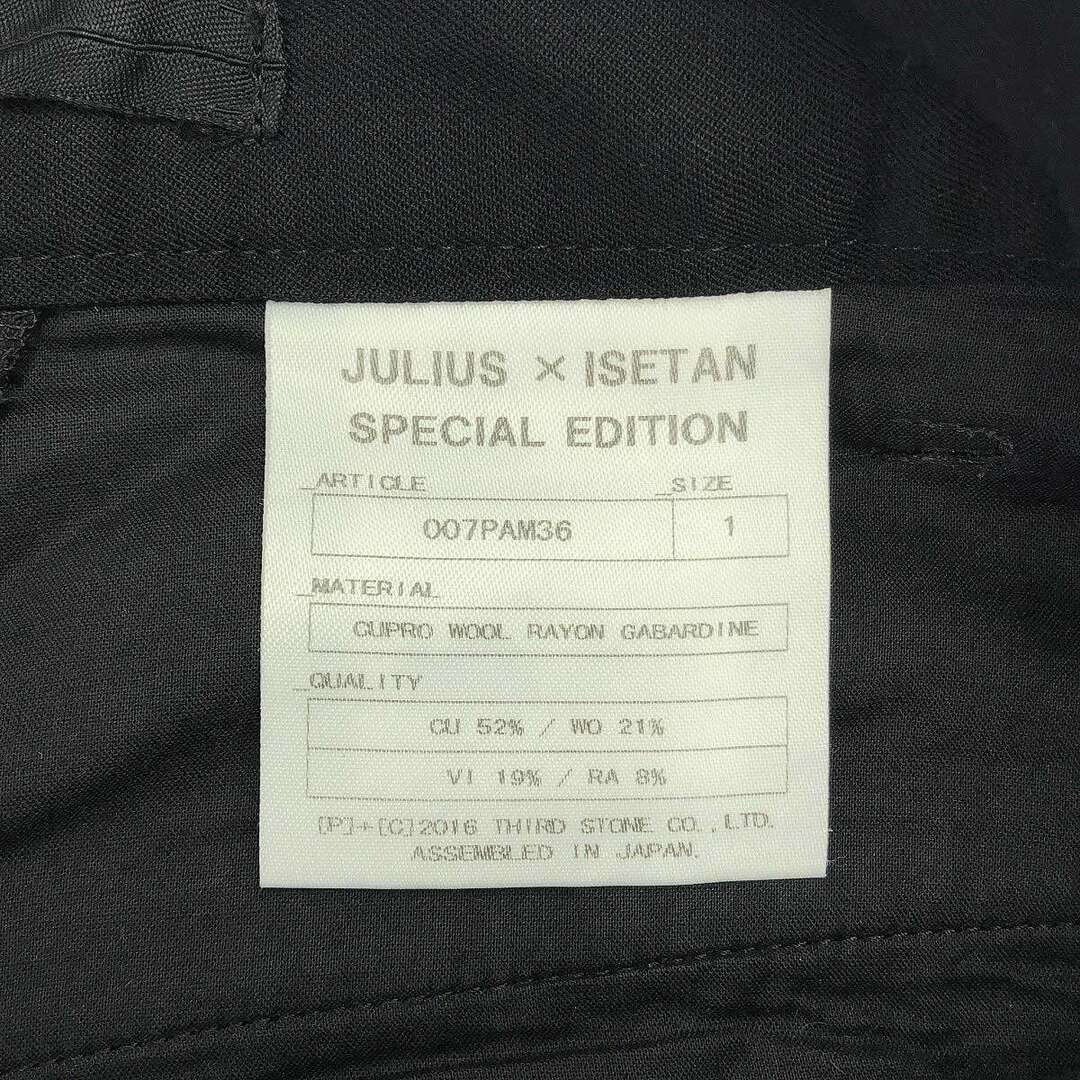 JULIUS × ISETAN
SPECIAL EDITION
_ARTICLE _SIZE
007PAM36 1
_MATERIAL
CUPRO WOOL RAYON GABARDINE
_QUALITY
CU 52% / WO 21%
VI 19% / RA 8%
[P]+[C]2016 THIRD STONE CO.,LTD.
ASSEMBLED IN JAPAN.